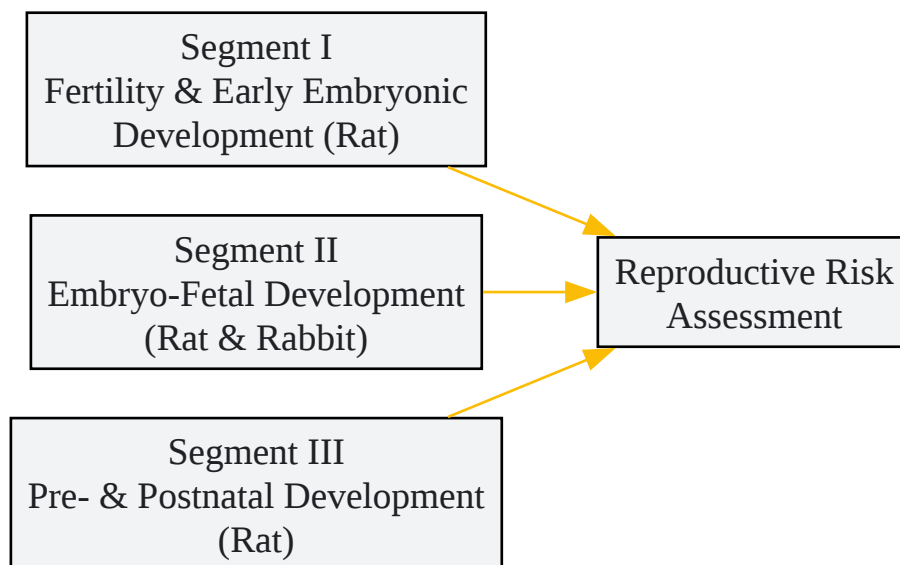 Segment I
Fertility & Early Embryonic
Development (Rat)
Segment II
Embryo-Fetal Development
(Rat & Rabbit)
Reproductive Risk
Assessment
Segment III
Pre- & Postnatal Development
(Rat)